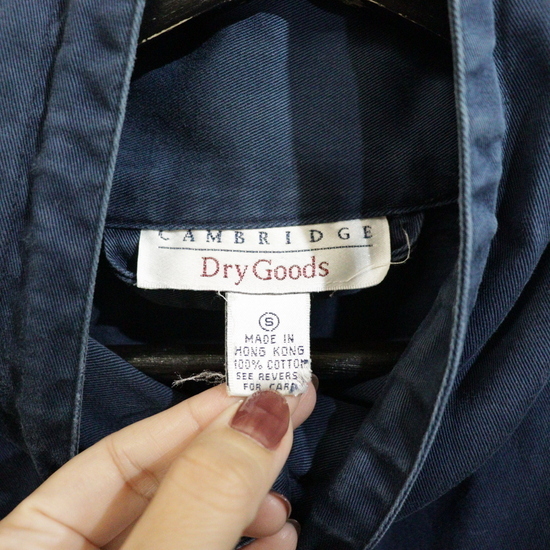 CAMBRIDGE
Dry Goods
S
MADE IN
HONG KONG
100% COTTON
SEE REVERS
FOR CARE